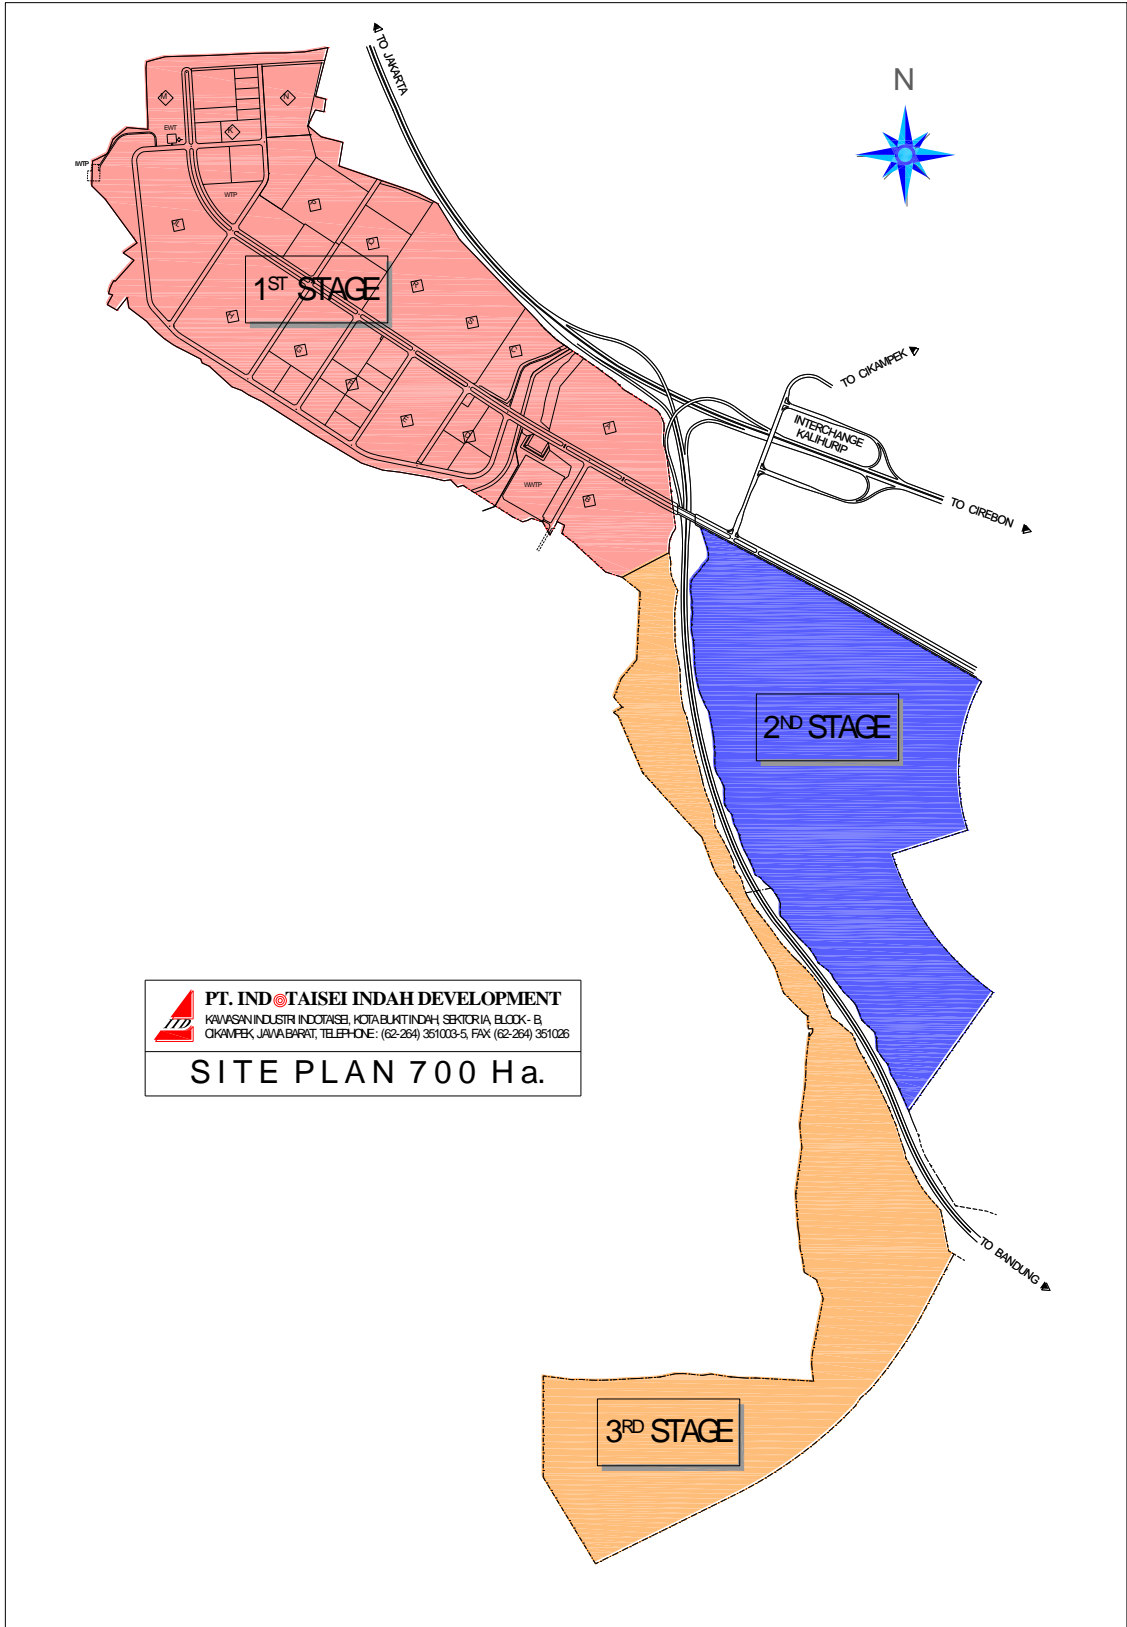 TO JAKARTA
N
M
N
EWT
K
IWTP
WTP
1ST STAGE
TO CIKAMPEK
INTERCHANGE
KALIHURIP
TO CIREBON
WWTP
2ND STAGE
PT. INDOTAISEI INDAH DEVELOPMENT
KAWASAN INDUSTRI INDOTAISEI, KOTA BUKIT INDAH, SEKTOR IA, BLOCK - B,
CIKAMPEK, JAWA BARAT, TELEPHONE : (62-264) 351003-5, FAX (62-264) 351026
SITE PLAN 700 Ha.
TO BANDUNG
3RD STAGE